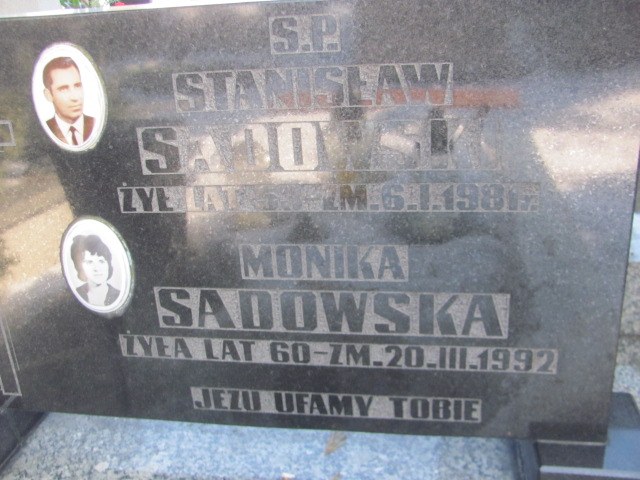 S.P.
STANISŁAW
SADOWSKI
ŻYŁ LAT ZM. 6.I.1981r.
MONIKA
SADOWSKA
ŻYŁA LAT 60-ZM. 20.III.1992
JEZU UFAMY TOBIE